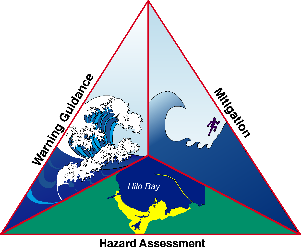 Warning Guidance
Mitigation
Hilo Bay
Hazard Assessment